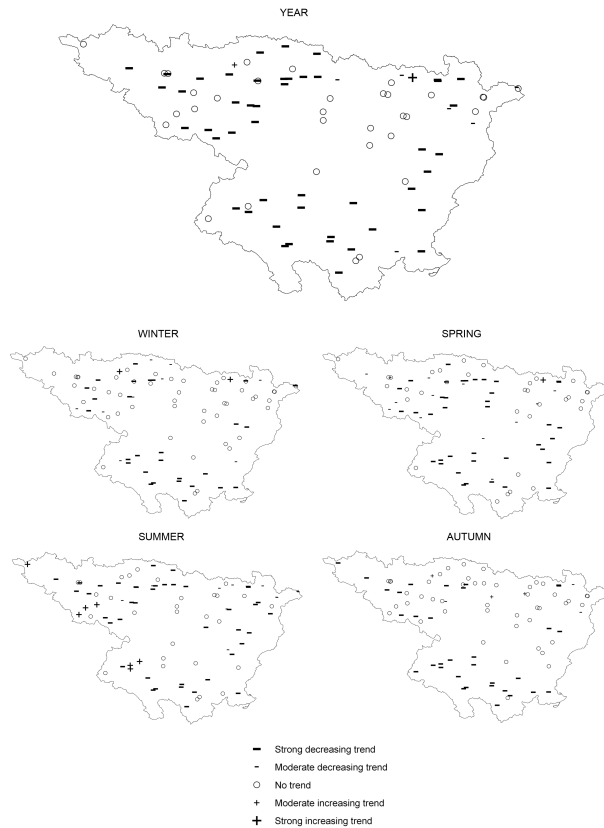 YEAR
WINTER
SPRING
SUMMER
AUTUMN
Strong decreasing trend
Moderate decreasing trend
No trend
Moderate increasing trend
Strong increasing trend